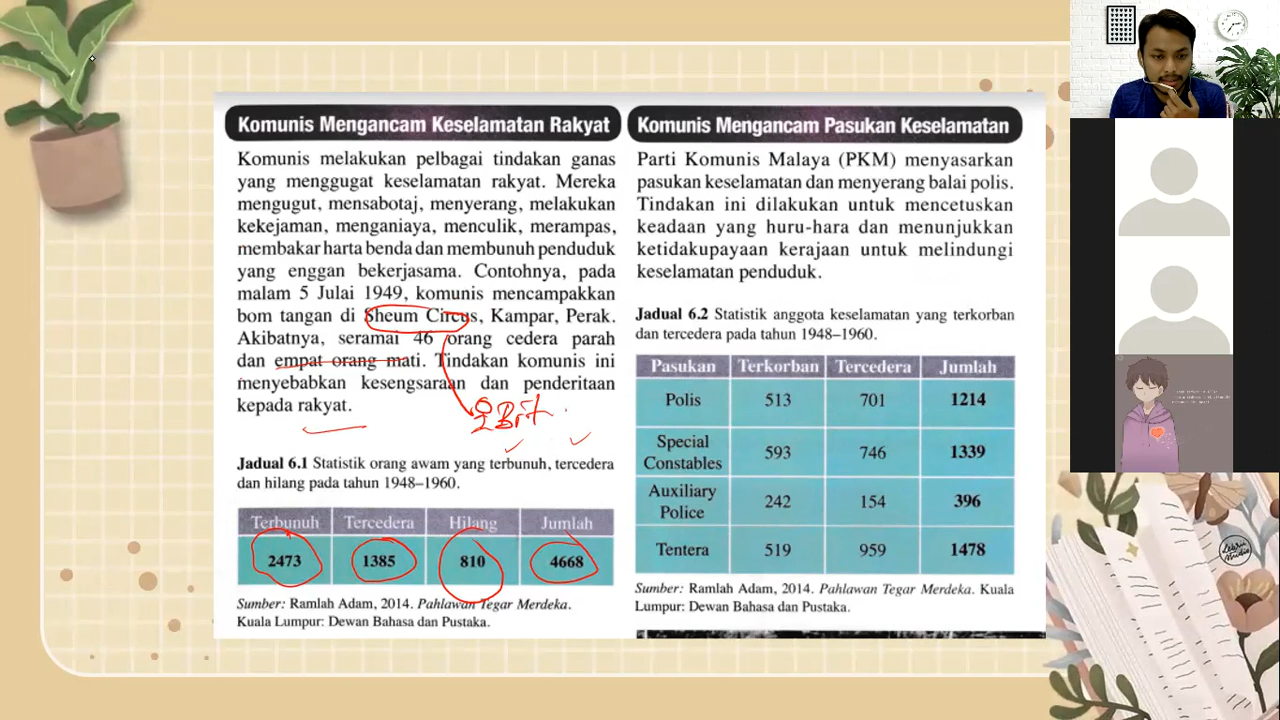 Komunis Mengancam Keselamatan Rakyat
Komunis melakukan pelbagai tindakan ganas
yang menggugat keselamatan rakyat. Mereka
mengugut, mensabotaj, menyerang, melakukan
kekejaman, menganiaya, menculik, merampas,
membakar harta benda dan membunuh penduduk
yang enggan bekerjasama. Contohnya, pada
malam 5 Julai 1949, komunis mencampakkan
bom tangan di Sheum Circus, Kampar, Perak.
Akibatnya, seramai 46 orang cedera parah
dan empat orang mati. Tindakan komunis ini
menyebabkan kesengsaraan dan penderitaan
kepada rakyat.
Jadual 6.1 Statistik orang awam yang terbunuh, tercedera
dan hilang pada tahun 1948–1960.
Terbunuh Tercedera Hilang Jumlah
2473 1385 810 4668
Sumber: Ramlah Adam, 2014. Pahlawan Tegar Merdeka.
Kuala Lumpur: Dewan Bahasa dan Pustaka.
Komunis Mengancam Pasukan Keselamatan
Parti Komunis Malaya (PKM) menyasarkan
pasukan keselamatan dan menyerang balai polis.
Tindakan ini dilakukan untuk mencetuskan
keadaan yang huru-hara dan menunjukkan
ketidakupayaan kerajaan untuk melindungi
keselamatan penduduk.
Jadual 6.2 Statistik anggota keselamatan yang terkorban
dan tercedera pada tahun 1948–1960.
Pasukan Terkorban Tercedera Jumlah
Polis 513 701 1214
Special
Constables 593 746 1339
Auxiliary
Police 242 154 396
Tentera 519 959 1478
Sumber: Ramlah Adam, 2014. Pahlawan Tegar Merdeka. Kuala
Lumpur: Dewan Bahasa dan Pustaka.